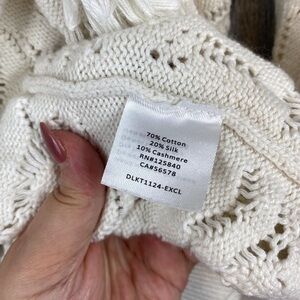 70% Cotton
20% Silk
10% Cashmere
RN#125840
CA#56578
DLKT1124-EXCL